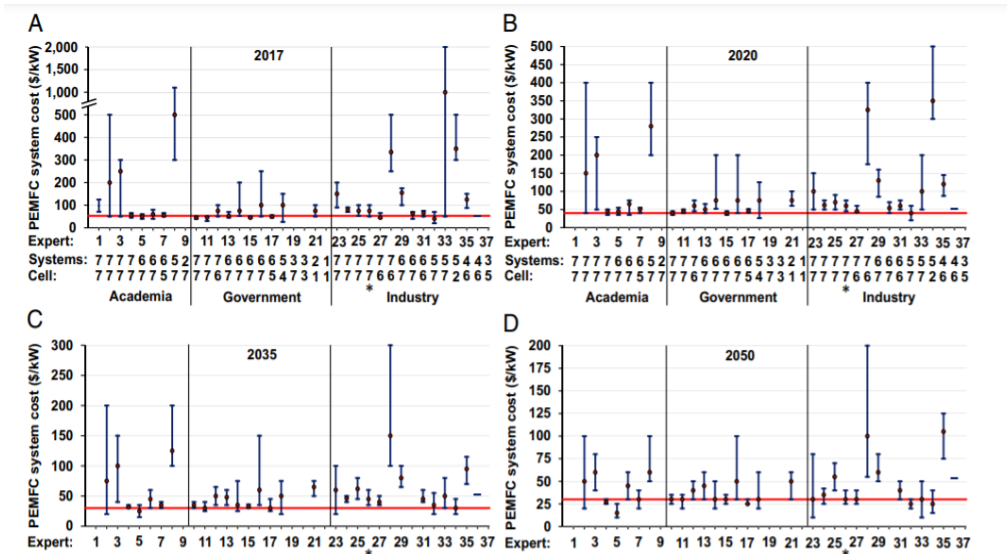 A
PEMFC system cost ($/kW)
2,000
1,500
1,000
500
400
300
200
100
0
2017
Expert: 1 3 5 7 9 11 13 15 17 19 21 23 25 27 29 31 33 35 37
Systems: 7 7 7 7 7 6 6 5 2 7 7 7 7 7 7 7 5 3 3 2 1 7 7 7 7 7 7 6 6 6 5 5 5 4 4 3
Cell: 7 7 7 7 7 7 5 7 7 7 7 6 7 7 7 7 5 4 7 3 1 1 7 7 7 7 6 6 7 7 6 7 7 2 6 6 5
Academia Government * Industry
B
PEMFC system cost ($/kW)
500
450
400
350
300
250
200
150
100
50
0
2020
Expert: 1 3 5 7 9 11 13 15 17 19 21 23 25 27 29 31 33 35 37
Systems: 7 7 7 7 7 6 6 5 2 7 7 7 7 7 7 7 5 3 3 2 1 7 7 7 7 7 7 6 6 6 5 5 5 4 4 3
Cell: 7 7 7 7 7 7 5 7 7 7 7 6 7 7 7 7 5 4 7 3 1 1 7 7 7 7 6 6 7 7 6 7 7 2 6 6 5
Academia Government * Industry
C
PEMFC system cost ($/kW)
300
250
200
150
100
50
0
2035
Expert: 1 3 5 7 9 11 13 15 17 19 21 23 25 27 29 31 33 35 37
*
D
PEMFC system cost ($/kW)
200
175
150
125
100
75
50
25
0
2050
Expert: 1 3 5 7 9 11 13 15 17 19 21 23 25 27 29 31 33 35 37
*